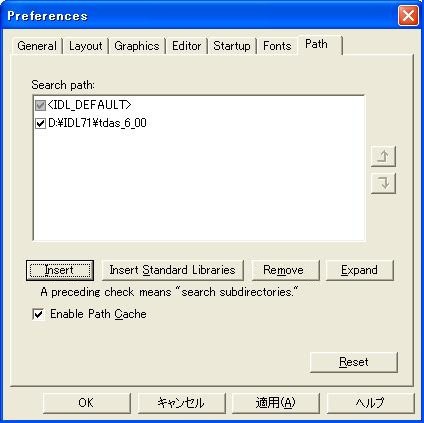 Preferences
General Layout Graphics Editor Startup Fonts Path
Search path:
<IDL_DEFAULT>
D:¥IDL71¥tdas_6_00
Insert Insert Standard Libraries Remove Expand
A preceding check means "search subdirectories."
Enable Path Cache
Reset
OK キャンセル 適用(A) ヘルプ